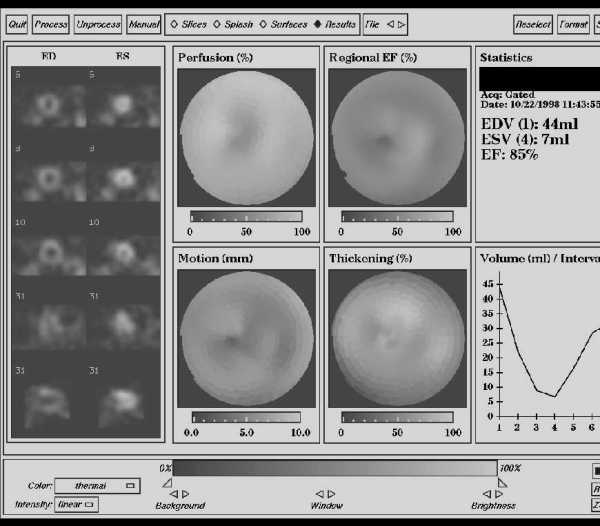 Quit Process Unprocess Manual Slices Splash Surfaces Results File Reselect Format S
ED ES
5 5
9 9
10 10
31 31
31 31
Perfusion (%)
0 50 100
Regional EF (%)
0 50 100
Statistics
Acq: Gated
Date: 10/22/1998 11:43:55
EDV (1): 44ml
ESV (4): 7ml
EF: 85%
Motion (mm)
0.0 5.0 10.0
Thickening (%)
0 50 100
Volume (ml) / Interva
45
40
35
30
25
20
15
10
5
0
1 2 3 4 5 6
0% 100%
Color: thermal
Intensity: linear
Background Window Brightness